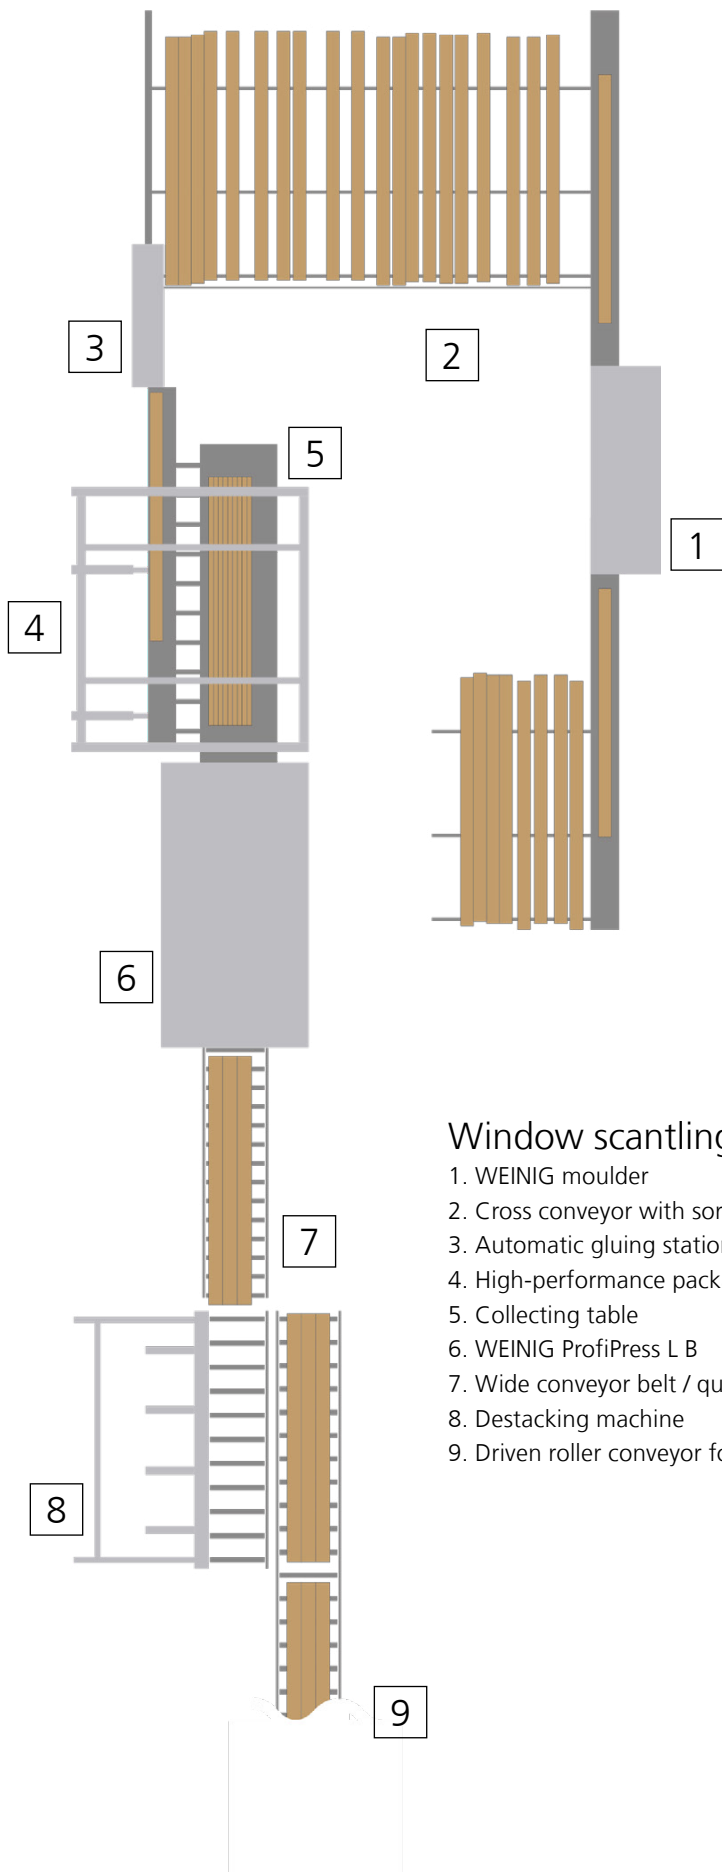 3
2
5
1
4
6
Window scantling
1. WEINIG moulder
2. Cross conveyor with sor
3. Automatic gluing station
4. High-performance pack
5. Collecting table
6. WEINIG ProfiPress L B
7. Wide conveyor belt / qu
8. Destacking machine
9. Driven roller conveyor fo
7
8
9